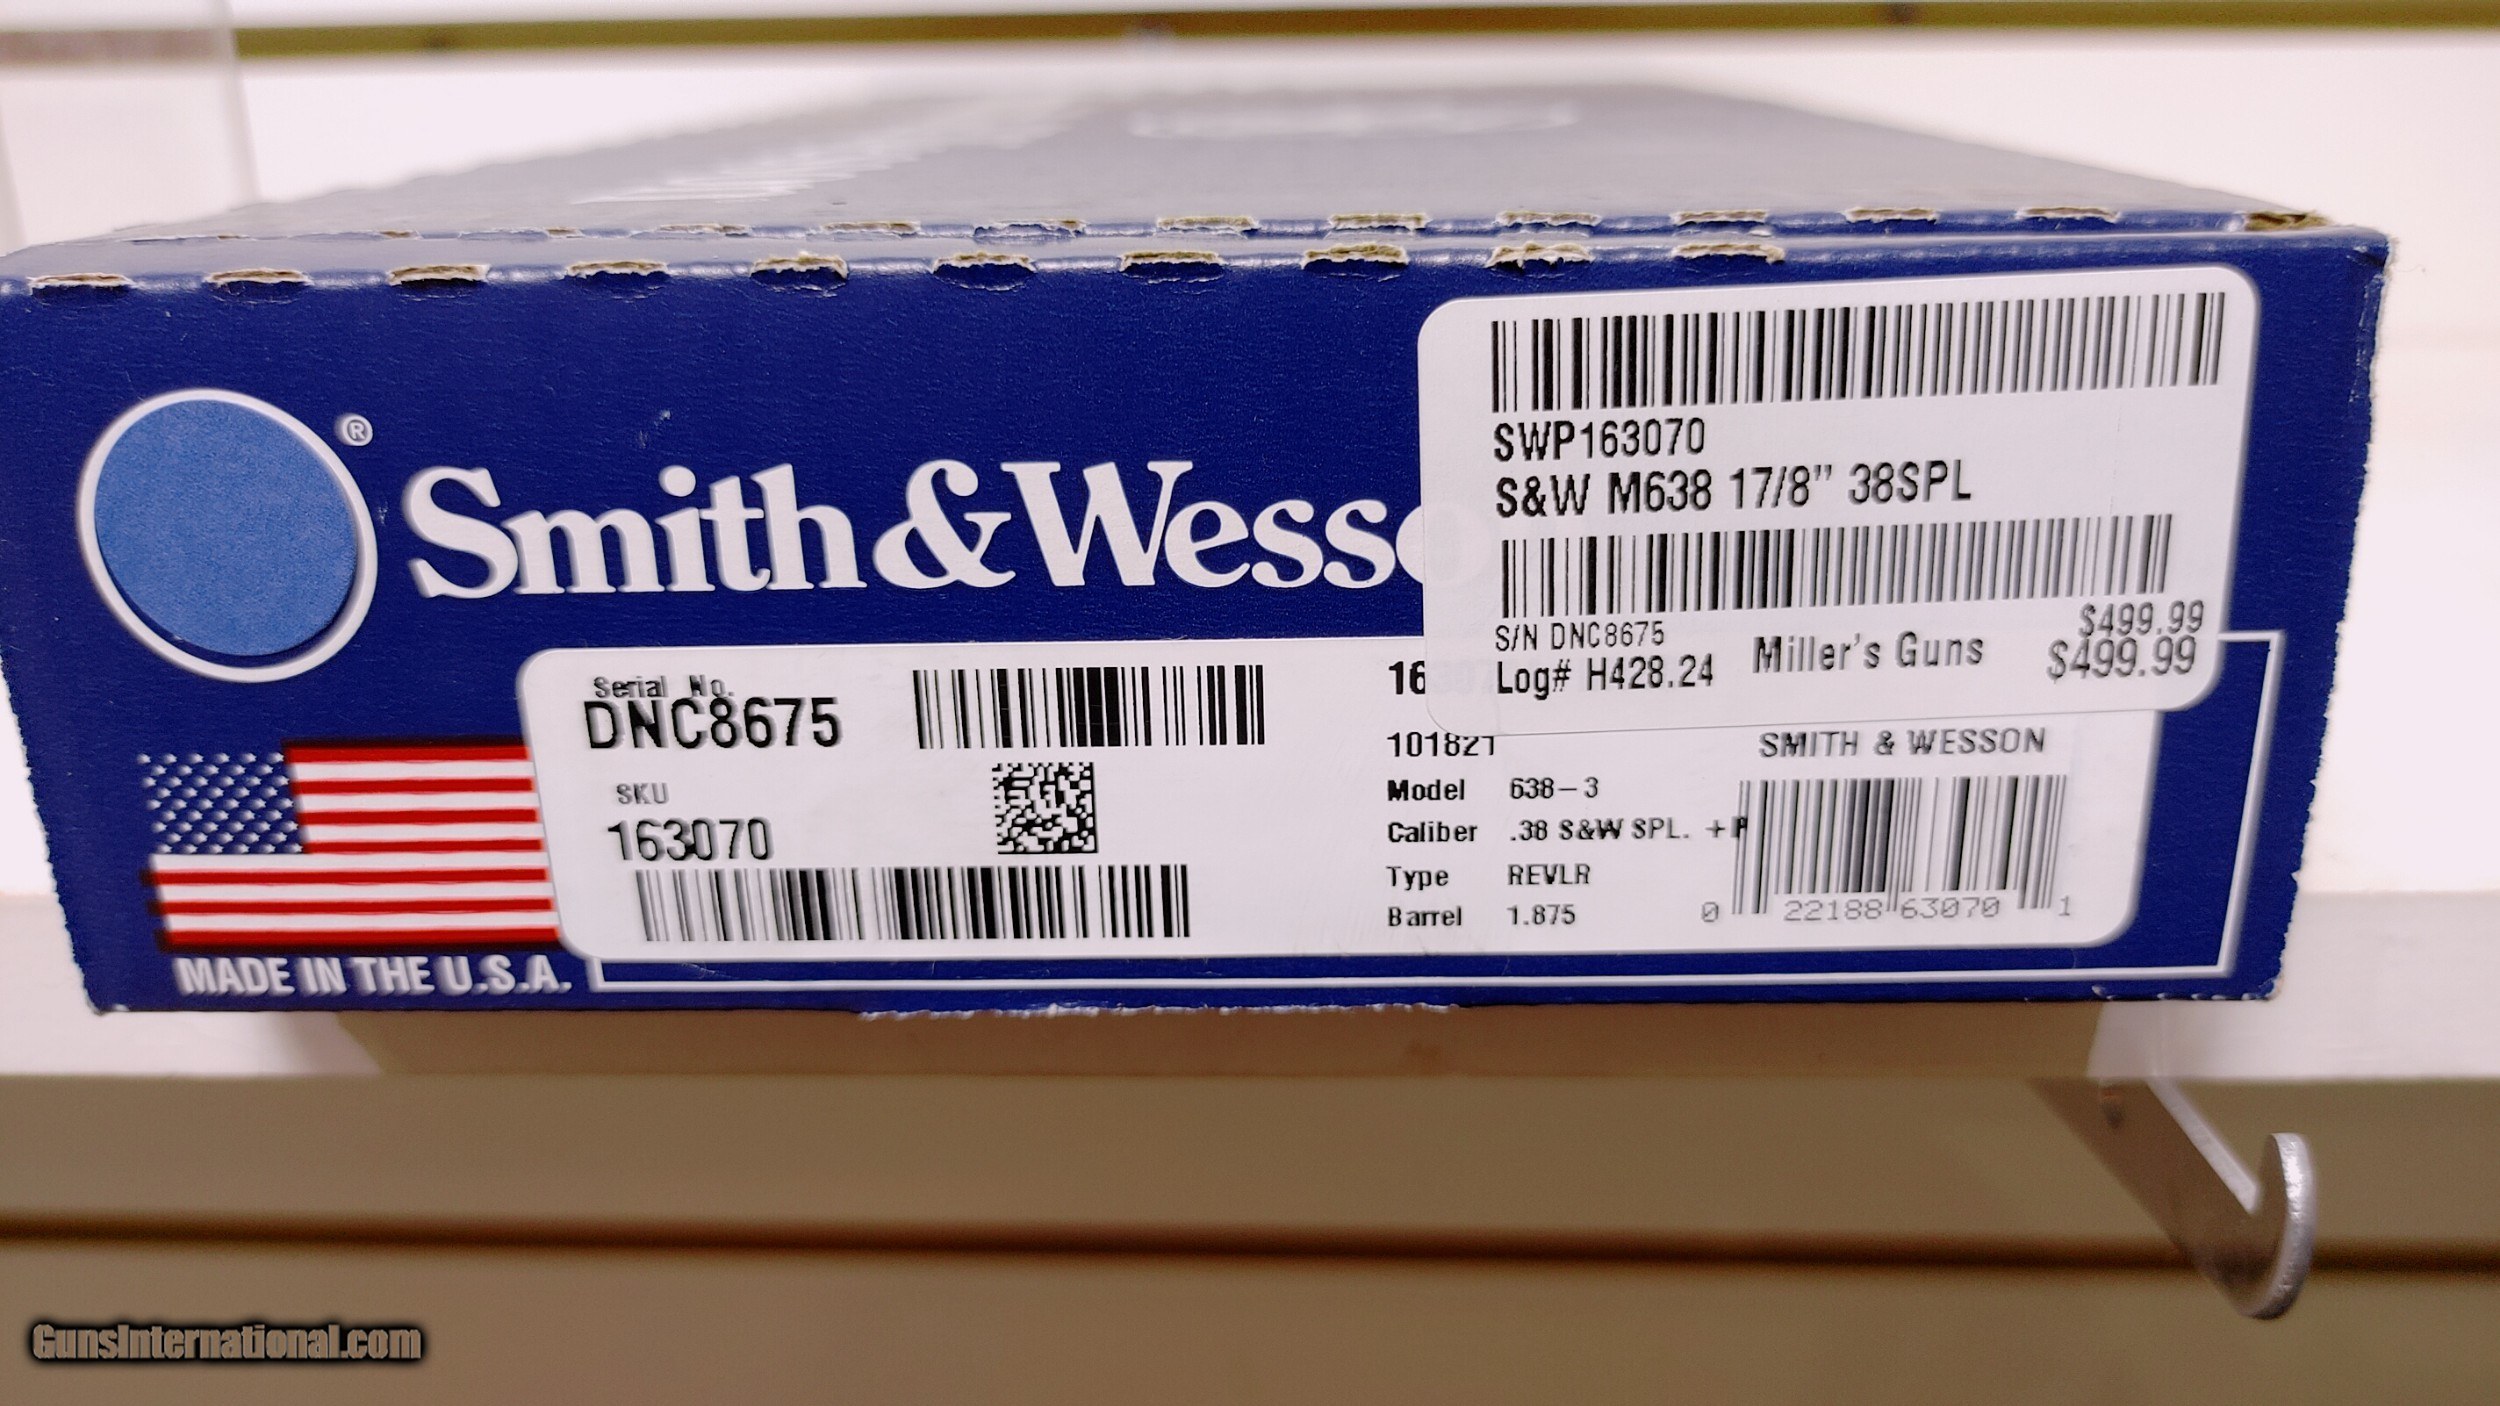 ®
Smith & Wesso
SWP163070
S&W M638 17/8" 38SPL
S/N DNC8675
$499.99
Log# H428.24 Miller's Guns $499.99
Serial No.
DNC8675
SKU
163070
101821
SMITH & WESSON
Model 638-3
Caliber .38 S&W SPL. +P
Type REVLR
Barrel 1.875
0 22188 63070 1
MADE IN THE U.S.A.
GunsInternational.com